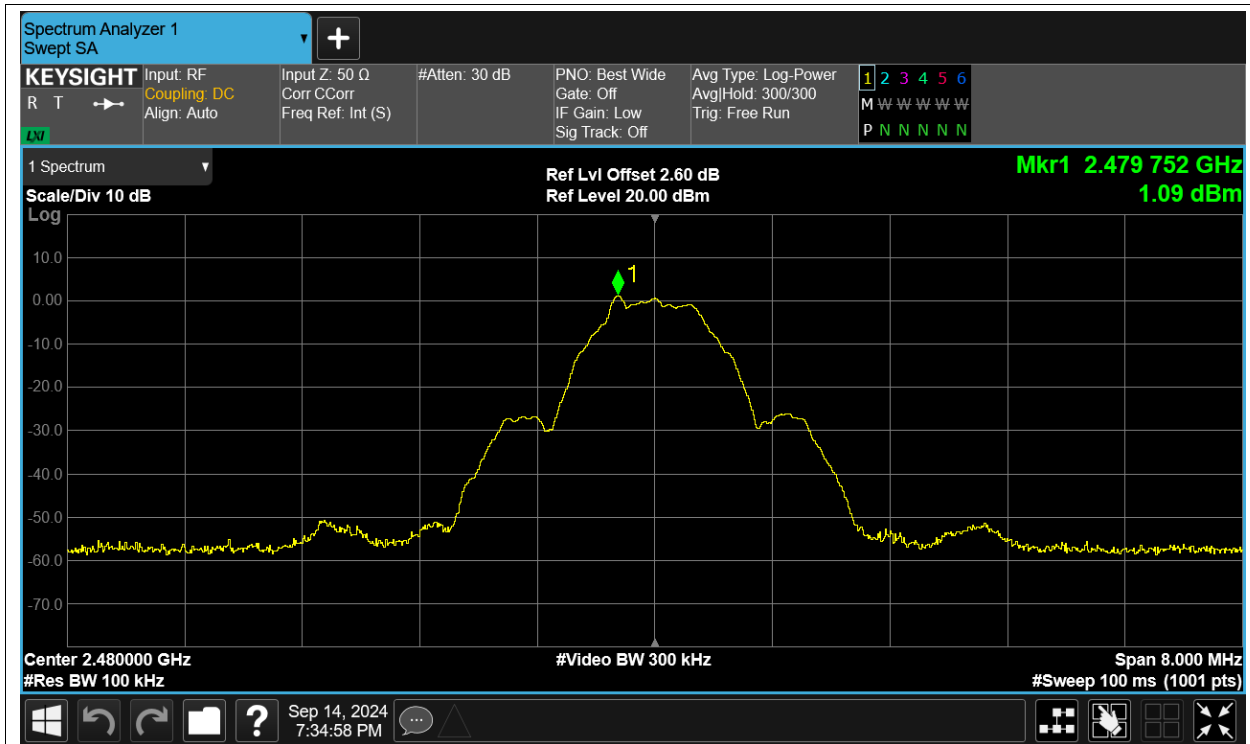 Spectrum Analyzer 1
Swept SA
KEYSIGHT
R T
LXI
Input: RF
Coupling: DC
Align: Auto
Input Z: 50 Ω
Corr CCorr
Freq Ref: Int (S)
#Atten: 30 dB
PNO: Best Wide
Gate: Off
IF Gain: Low
Sig Track: Off
Avg Type: Log-Power
Avg|Hold: 300/300
Trig: Free Run
1 2 3 4 5 6
M W W W W W
P N N N N N
1 Spectrum
Scale/Div 10 dB
Log
Ref Lvl Offset 2.60 dB
Ref Level 20.00 dBm
Mkr1 2.479 752 GHz
1.09 dBm
1
10.0
0.00
-10.0
-20.0
-30.0
-40.0
-50.0
-60.0
-70.0
Center 2.480000 GHz
#Res BW 100 kHz
#Video BW 300 kHz
Span 8.000 MHz
#Sweep 100 ms (1001 pts)
?
Sep 14, 2024
7:34:58 PM